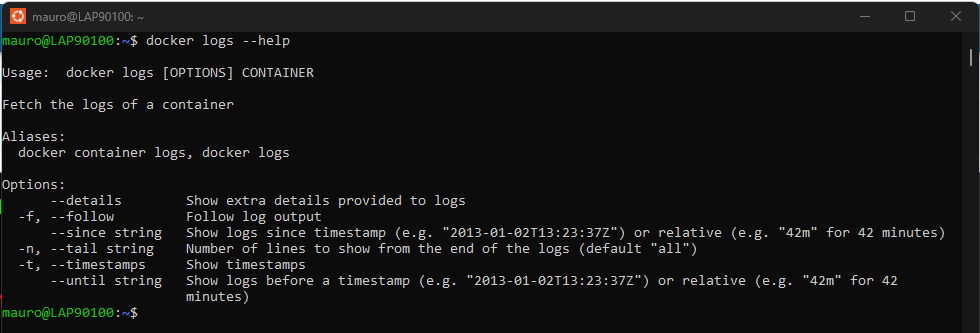 mauro@LAP90100: ~
mauro@LAP90100:~$ docker logs --help
Usage:  docker logs [OPTIONS] CONTAINER
Fetch the logs of a container
Aliases:
  docker container logs, docker logs
Options:
      --details        Show extra details provided to logs
  -f, --follow         Follow log output
      --since string   Show logs since timestamp (e.g. "2013-01-02T13:23:37Z") or relative (e.g. "42m" for 42 minutes)
  -n, --tail string    Number of lines to show from the end of the logs (default "all")
  -t, --timestamps     Show timestamps
      --until string   Show logs before a timestamp (e.g. "2013-01-02T13:23:37Z") or relative (e.g. "42m" for 42
                       minutes)
mauro@LAP90100:~$